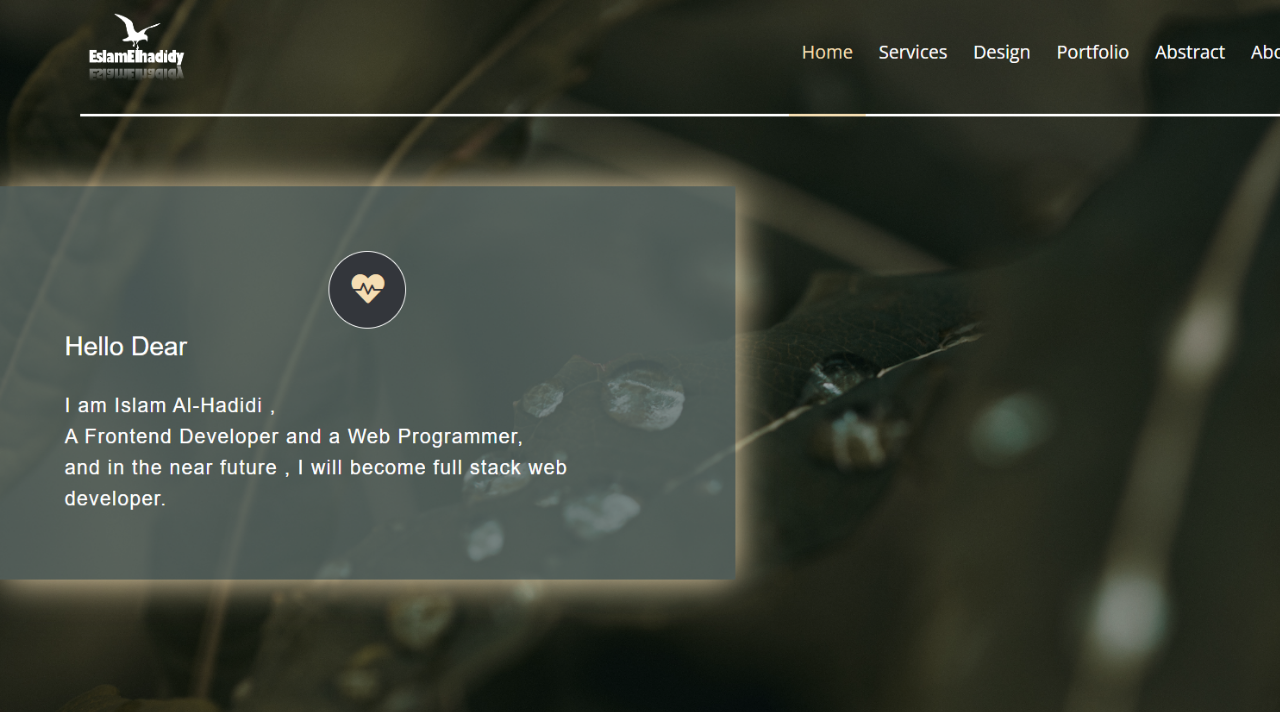 EslamElhadidy
Home Services Design Portfolio Abstract Abo
Hello Dear
I am Islam Al-Hadidi ,
A Frontend Developer and a Web Programmer,
and in the near future , I will become full stack web
developer.